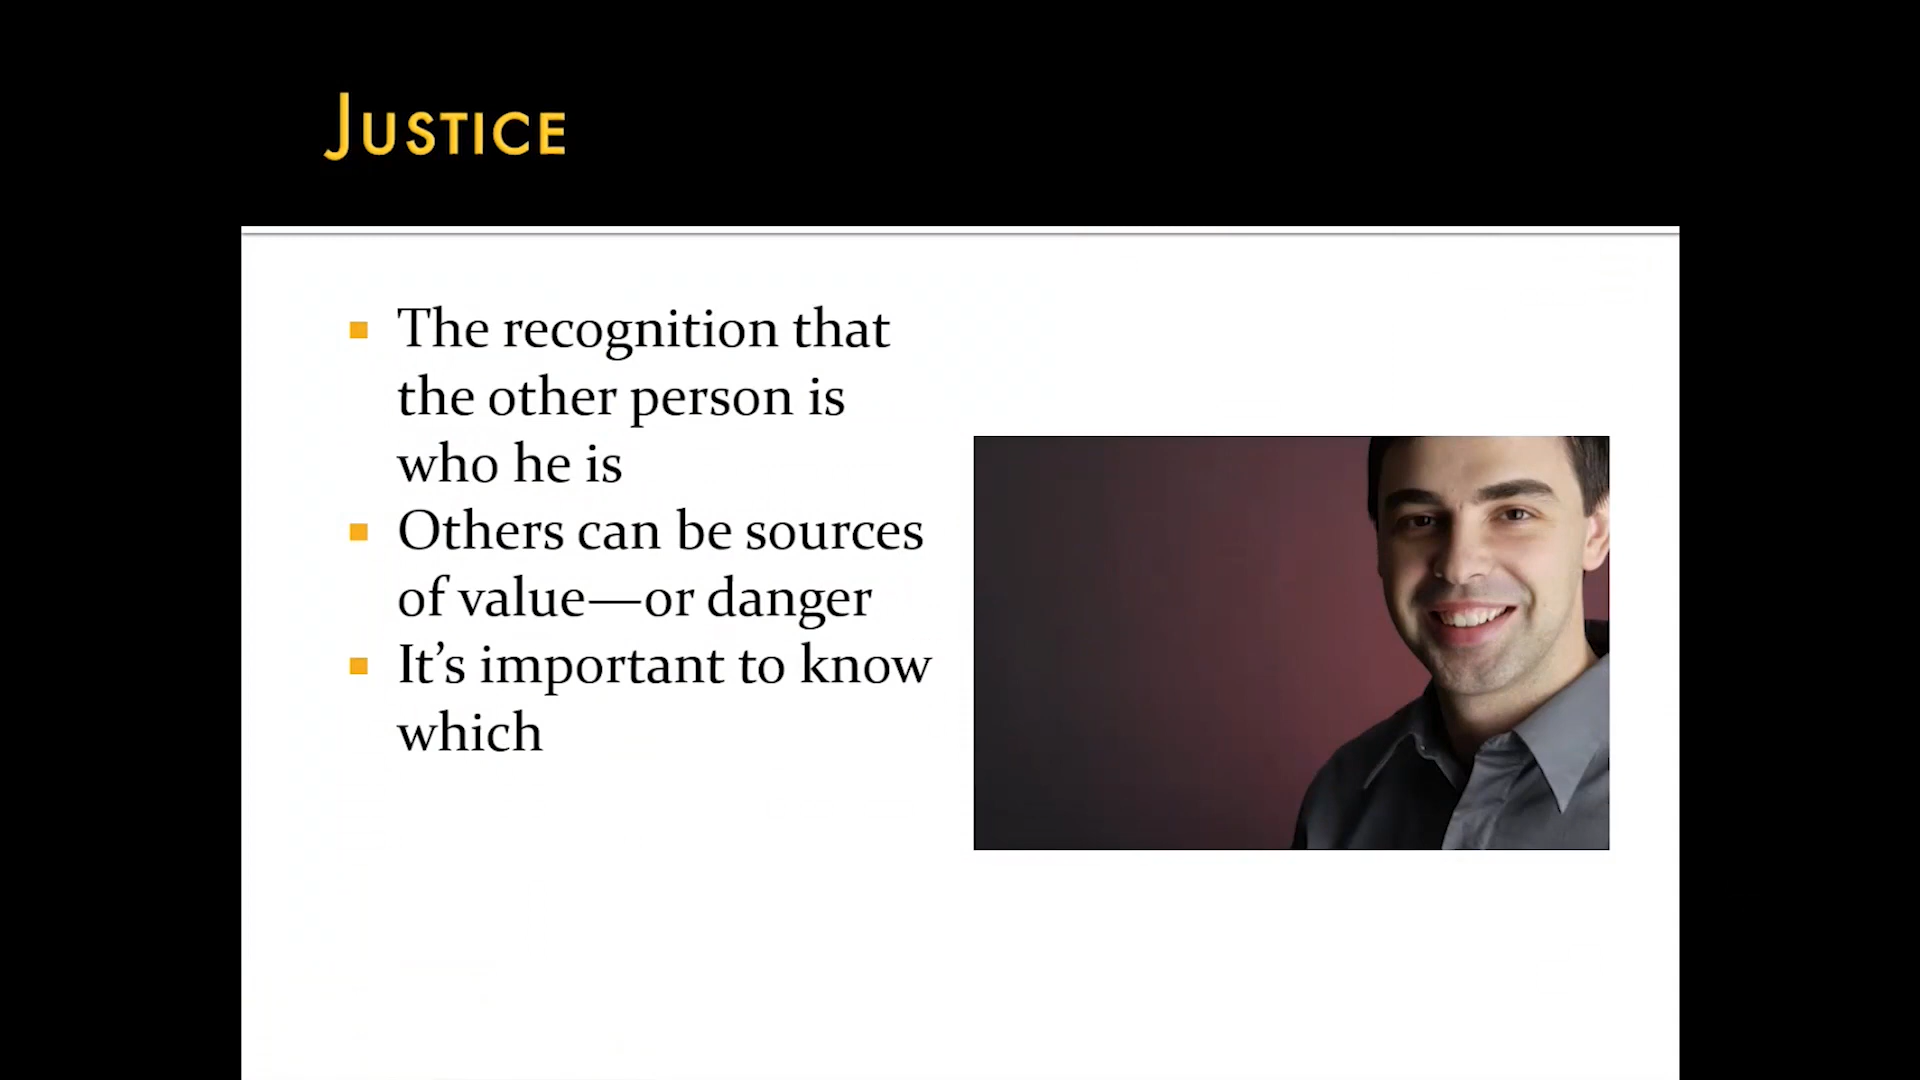 Justice
The recognition that
the other person is
who he is
Others can be sources
of value—or danger
It’s important to know
which